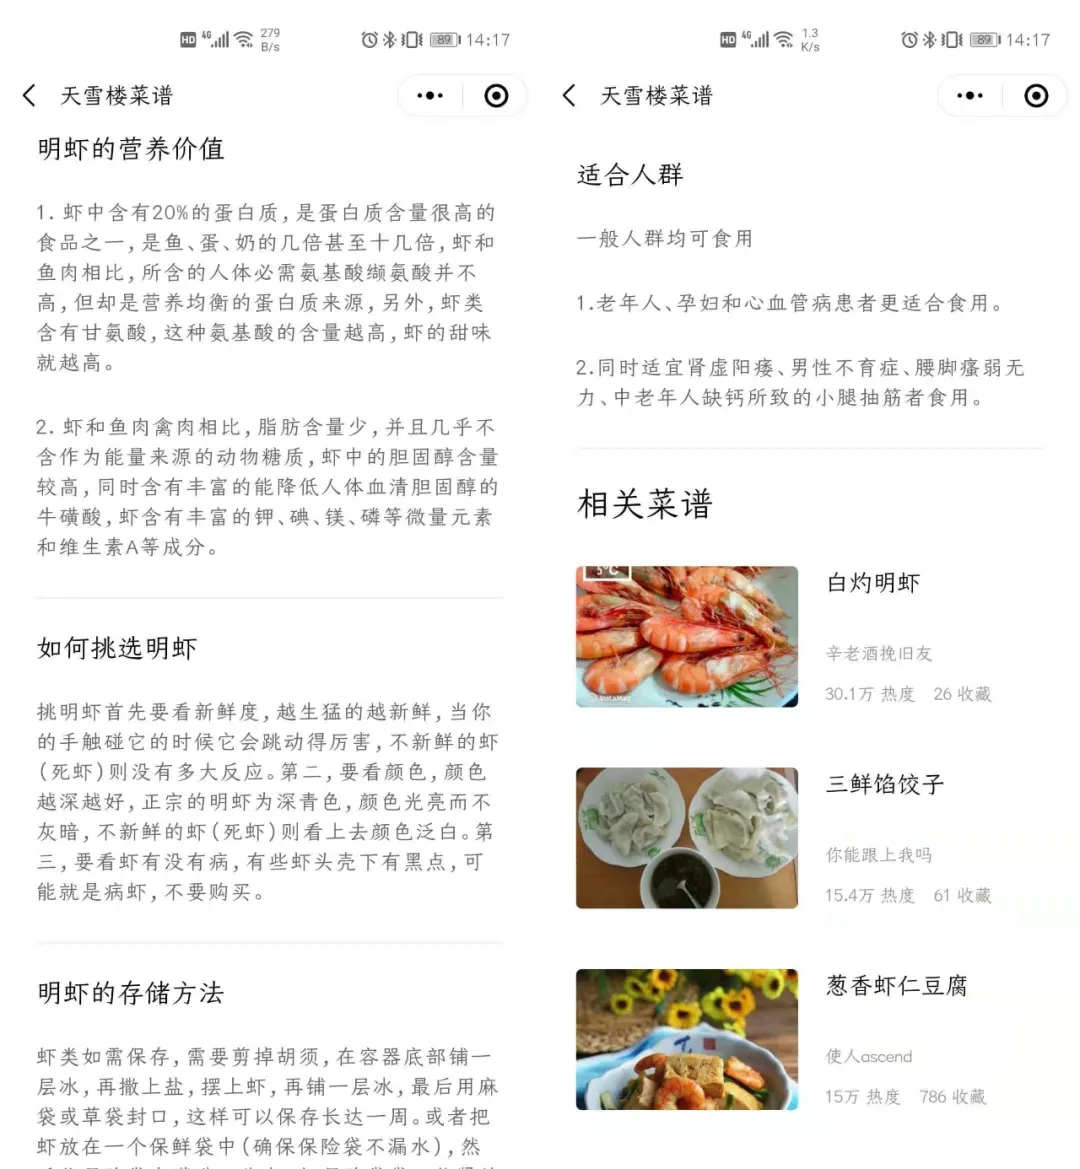 HD 4G 279 B/s 89 14:17
天雪楼菜谱
明虾的营养价值
1. 虾中含有20%的蛋白质,是蛋白质含量很高的
食品之一,是鱼、蛋、奶的几倍甚至十几倍,虾和
鱼肉相比,所含的人体必需氨基酸缬氨酸并不
高,但却是营养均衡的蛋白质来源,另外,虾类
含有甘氨酸,这种氨基酸的含量越高,虾的甜味
就越高。
2. 虾和鱼肉禽肉相比,脂肪含量少,并且几乎不
含作为能量来源的动物糖质,虾中的胆固醇含量
较高,同时含有丰富的能降低人体血清胆固醇的
牛磺酸,虾含有丰富的钾、碘、镁、磷等微量元素
和维生素A等成分。
如何挑选明虾
挑明虾首先要看新鲜度,越生猛的越新鲜,当你
的手触碰它的时候它会跳动得厉害,不新鲜的虾
(死虾)则没有多大反应。第二,要看颜色,颜色
越深越好,正宗的明虾为深青色,颜色光亮而不
灰暗,不新鲜的虾(死虾)则看上去颜色泛白。第
三,要看虾有没有病,有些虾头壳下有黑点,可
能就是病虾,不要购买。
明虾的存储方法
虾类如需保存,需要剪掉胡须,在容器底部铺一
层冰,再撒上盐,摆上虾,再铺一层冰,最后用麻
袋或草袋封口,这样可以保存长达一周。或者把
虾放在一个保鲜袋中(确保保险袋不漏水),然
HD 4G 1.3 K/s 89 14:17
天雪楼菜谱
适合人群
一般人群均可食用
1.老年人、孕妇和心血管病患者更适合食用。
2.同时适宜肾虚阳痿、男性不育症、腰脚瘙弱无
力、中老年人缺钙所致的小腿抽筋者食用。
相关菜谱
5°C
InstaMag
白灼明虾
辛老酒挽旧友
30.1万 热度 26 收藏
三鲜馅饺子
你能跟上我吗
15.4万 热度 61 收藏
葱香虾仁豆腐
使人ascend
15万 热度 786 收藏